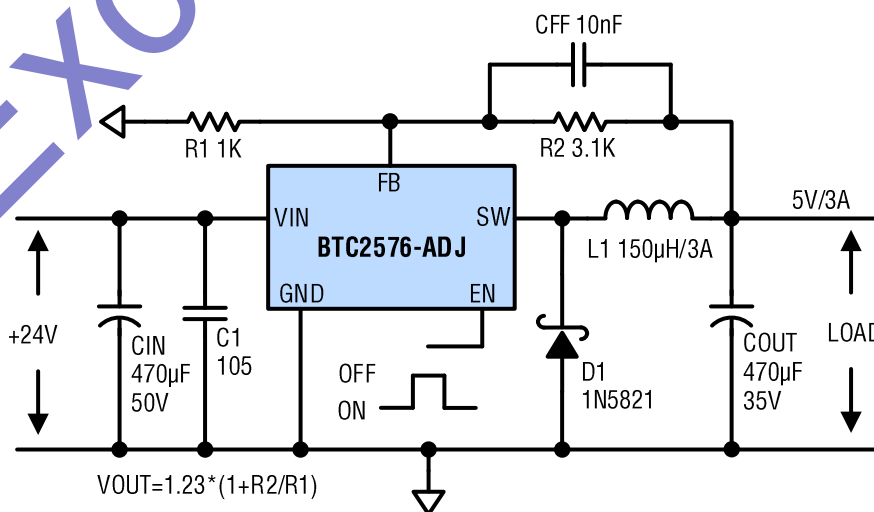 EXO
CFF 10nF
R1 1K
R2 3.1K
FB
VIN
SW
5V/3A
BTC2576-ADJ
L1 150µH/3A
GND
EN
+24V
CIN
470µF
50V
C1
105
OFF
ON
D1
1N5821
COUT
470µF
35V
LOAD
VOUT=1.23*(1+R2/R1)